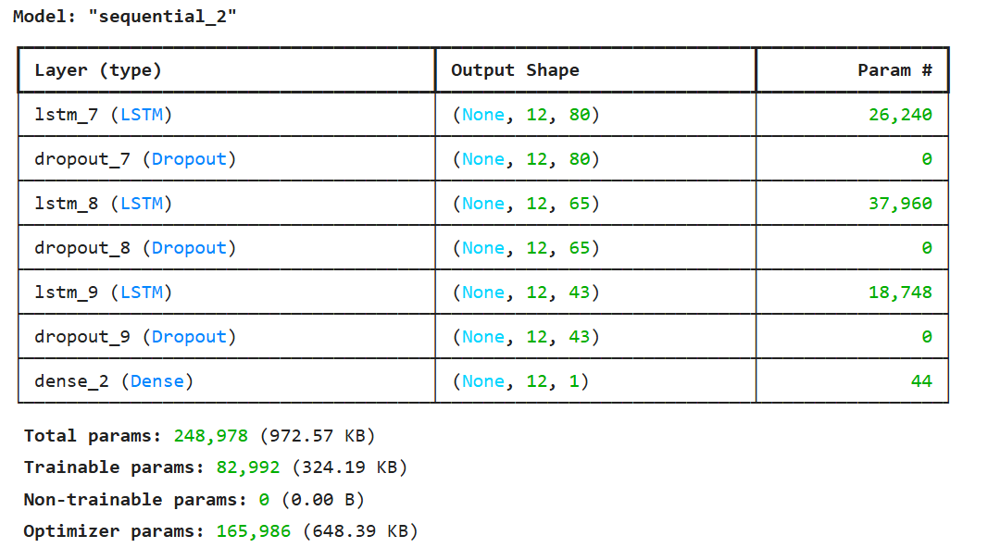 Model: "sequential_2"
Layer (type) Output Shape Param #
lstm_7 (LSTM) (None, 12, 80) 26,240
dropout_7 (Dropout) (None, 12, 80) 0
lstm_8 (LSTM) (None, 12, 65) 37,960
dropout_8 (Dropout) (None, 12, 65) 0
lstm_9 (LSTM) (None, 12, 43) 18,748
dropout_9 (Dropout) (None, 12, 43) 0
dense_2 (Dense) (None, 12, 1) 44
Total params: 248,978 (972.57 KB)
Trainable params: 82,992 (324.19 KB)
Non-trainable params: 0 (0.00 B)
Optimizer params: 165,986 (648.39 KB)